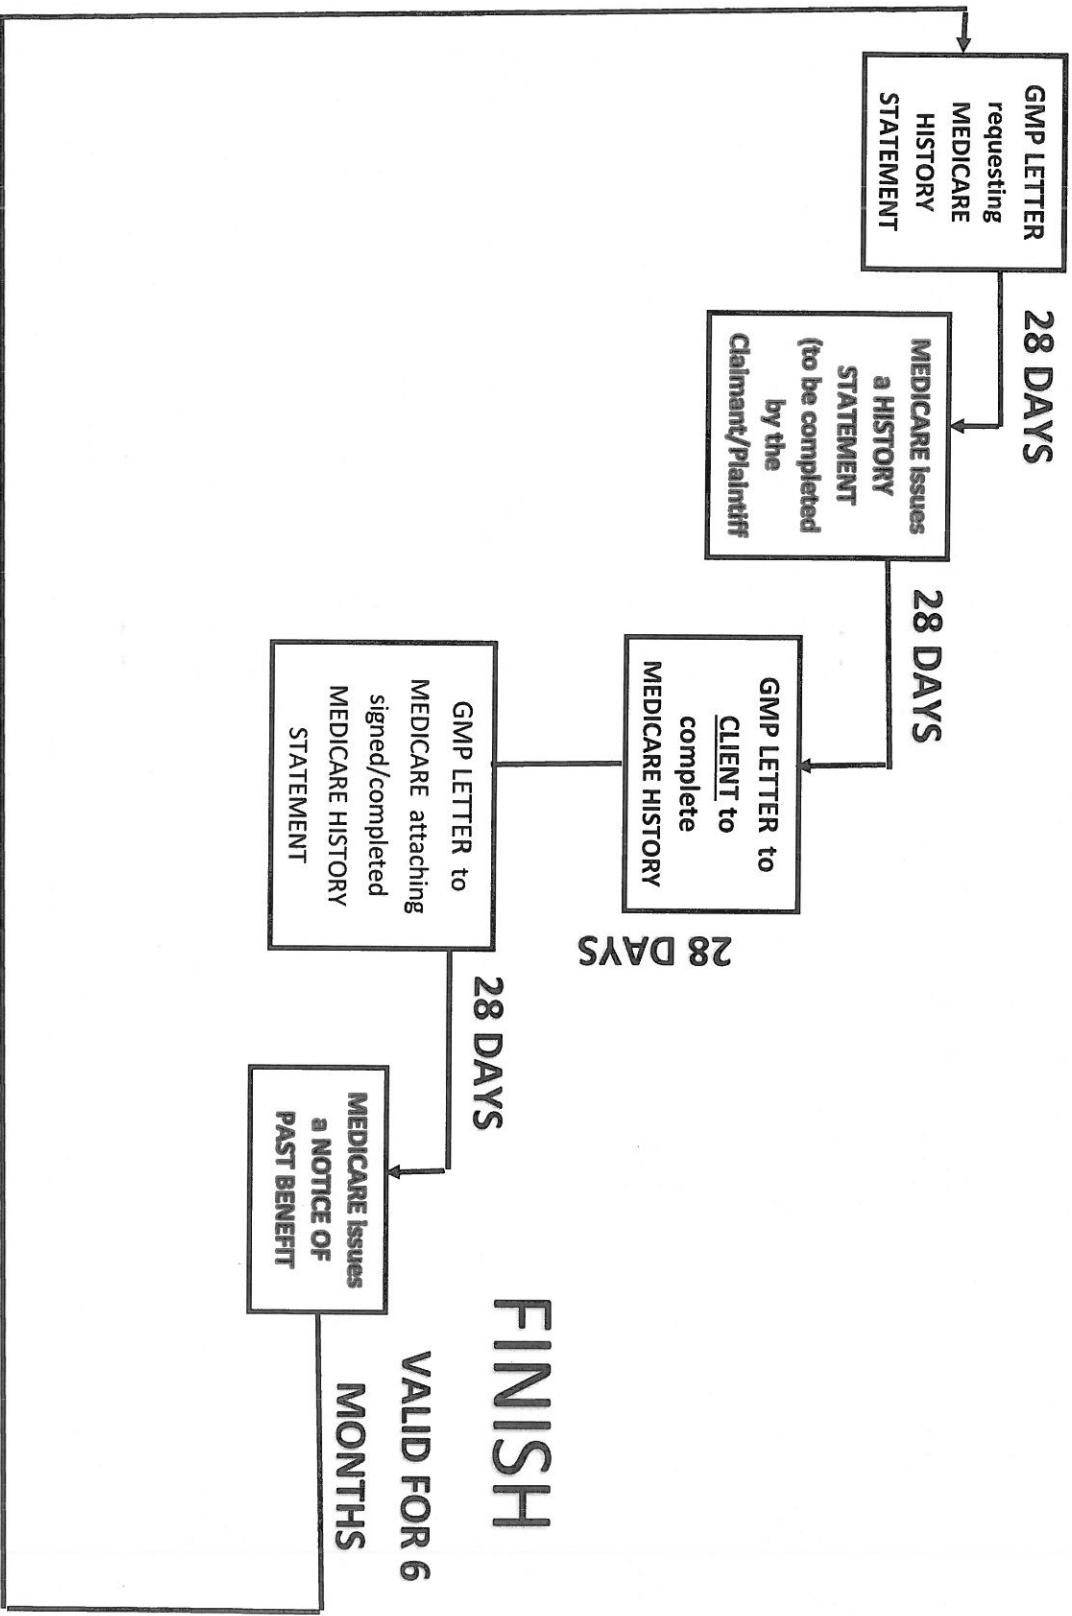 GMP LETTER
requesting
MEDICARE
HISTORY
STATEMENT
28 DAYS
MEDICARE issues
a HISTORY
STATEMENT
(to be completed
by the
Claimant/Plaintiff
28 DAYS
GMP LETTER to
CLIENT to
complete
MEDICARE HISTORY
28 DAYS
GMP LETTER to
MEDICARE attaching
signed/completed
MEDICARE HISTORY
STATEMENT
28 DAYS
MEDICARE issues
a NOTICE OF
PAST BENEFIT
FINISH
VALID FOR 6
MONTHS